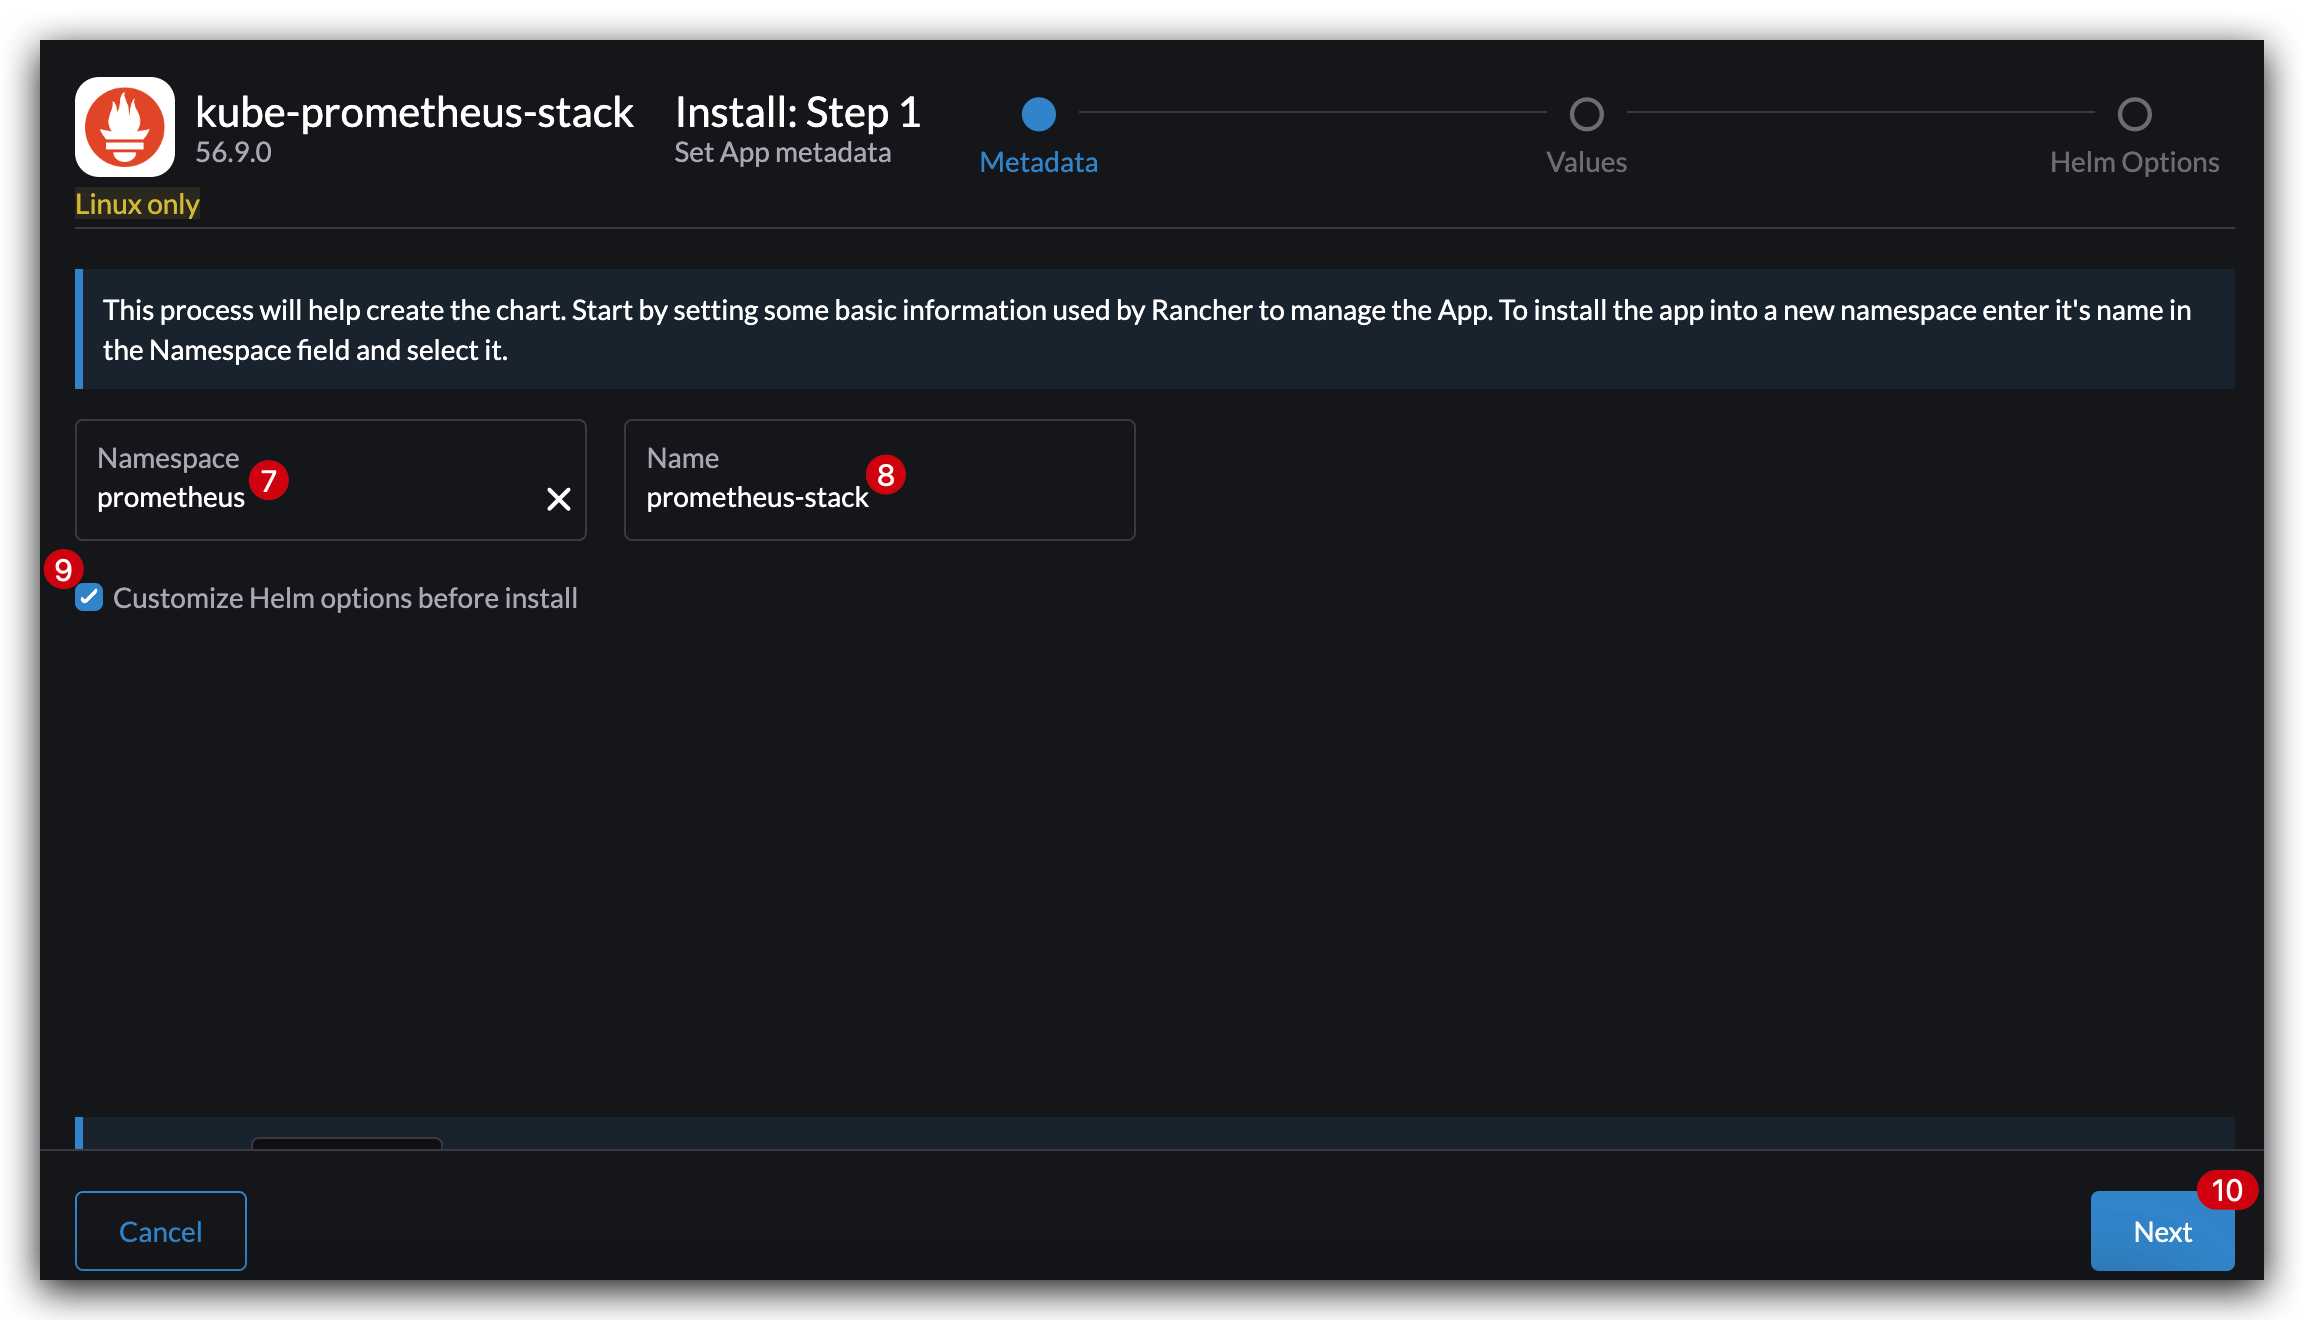 kube-prometheus-stack
56.9.0
Linux only
Install: Step 1
Set App metadata
Metadata
Values
Helm Options
This process will help create the chart. Start by setting some basic information used by Rancher to manage the App. To install the app into a new namespace enter it's name in
the Namespace field and select it.
Namespace
prometheus
7
Name
prometheus-stack
8
9
Customize Helm options before install
Cancel
10
Next